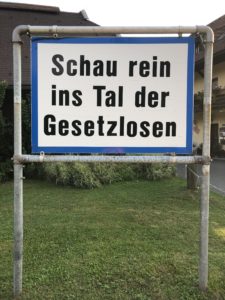 Schau rein
ins Tal der
Gesetzlosen